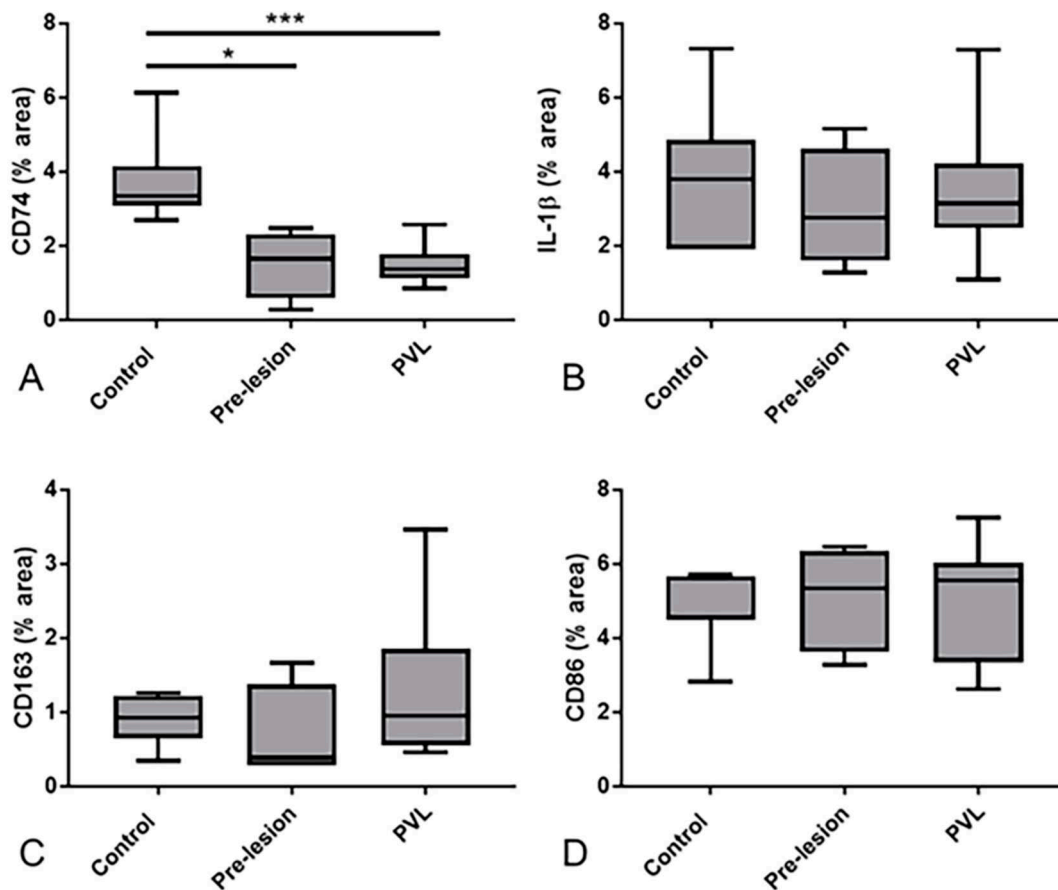 8
6
4
2
0
CD74 (% area)
***
*
Control
Pre-lesion
PVL
A
8
6
4
2
0
IL-1β (% area)
Control
Pre-lesion
PVL
B
4
3
2
1
0
CD163 (% area)
Control
Pre-lesion
PVL
C
8
6
4
2
0
CD86 (% area)
Control
Pre-lesion
PVL
D